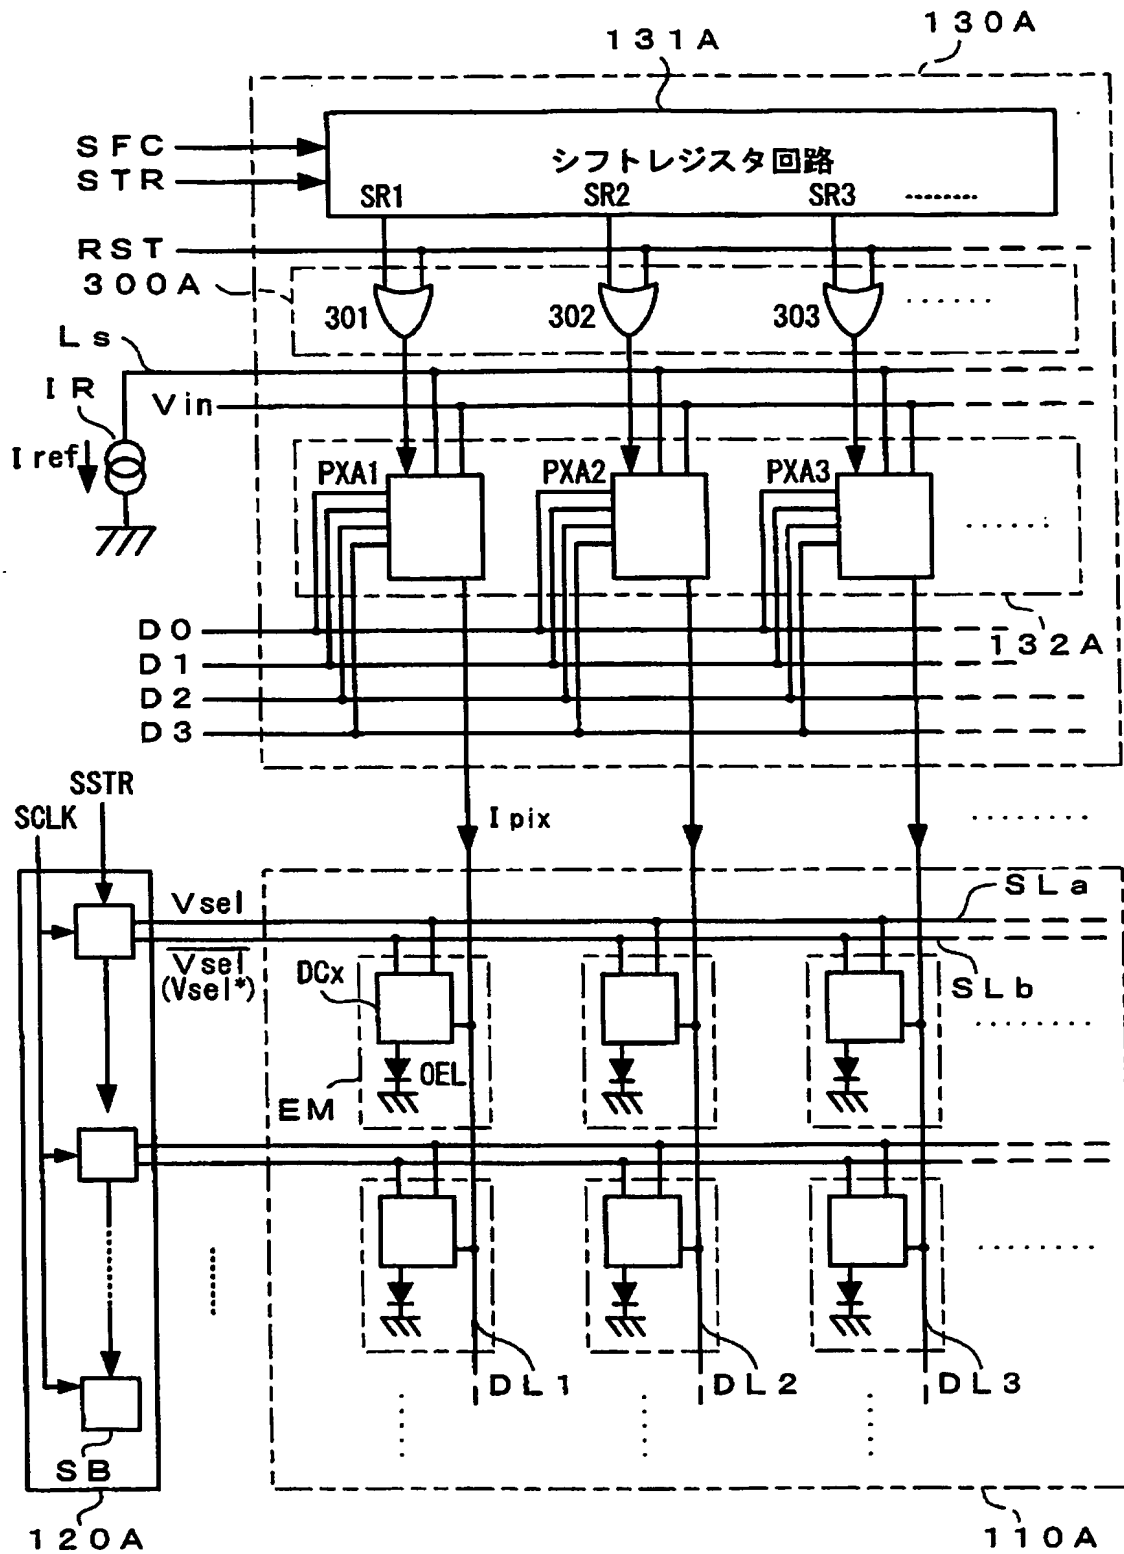 130A
131A
SFC
STR
シフトレジスタ回路
SR1
SR2
SR3
RST
300A
301
302
303
Ls
IR
Vin
Iref
PXA1
PXA2
PXA3
D0
132A
D1
D2
D3
SSTR
SCLK
Ipix
Vsel
SLa
Vsel
(Vsel*)
DCx
SLb
OEL
EM
DL1
DL2
DL3
SB
120A
110A